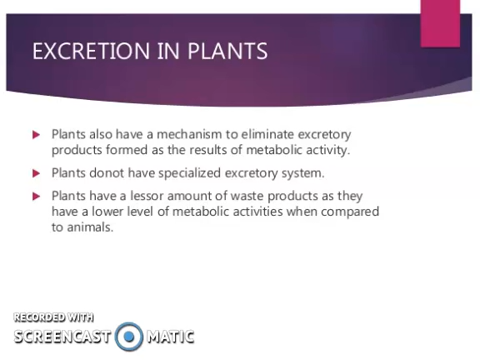 EXCRETION IN PLANTS
Plants also have a mechanism to eliminate excretory
products formed as the results of metabolic activity.
Plants donot have specialized excretory system.
Plants have a lessor amount of waste products as they
have a lower level of metabolic activities when compared
to animals.
RECORDED WITH
SCREENCAST MATIC